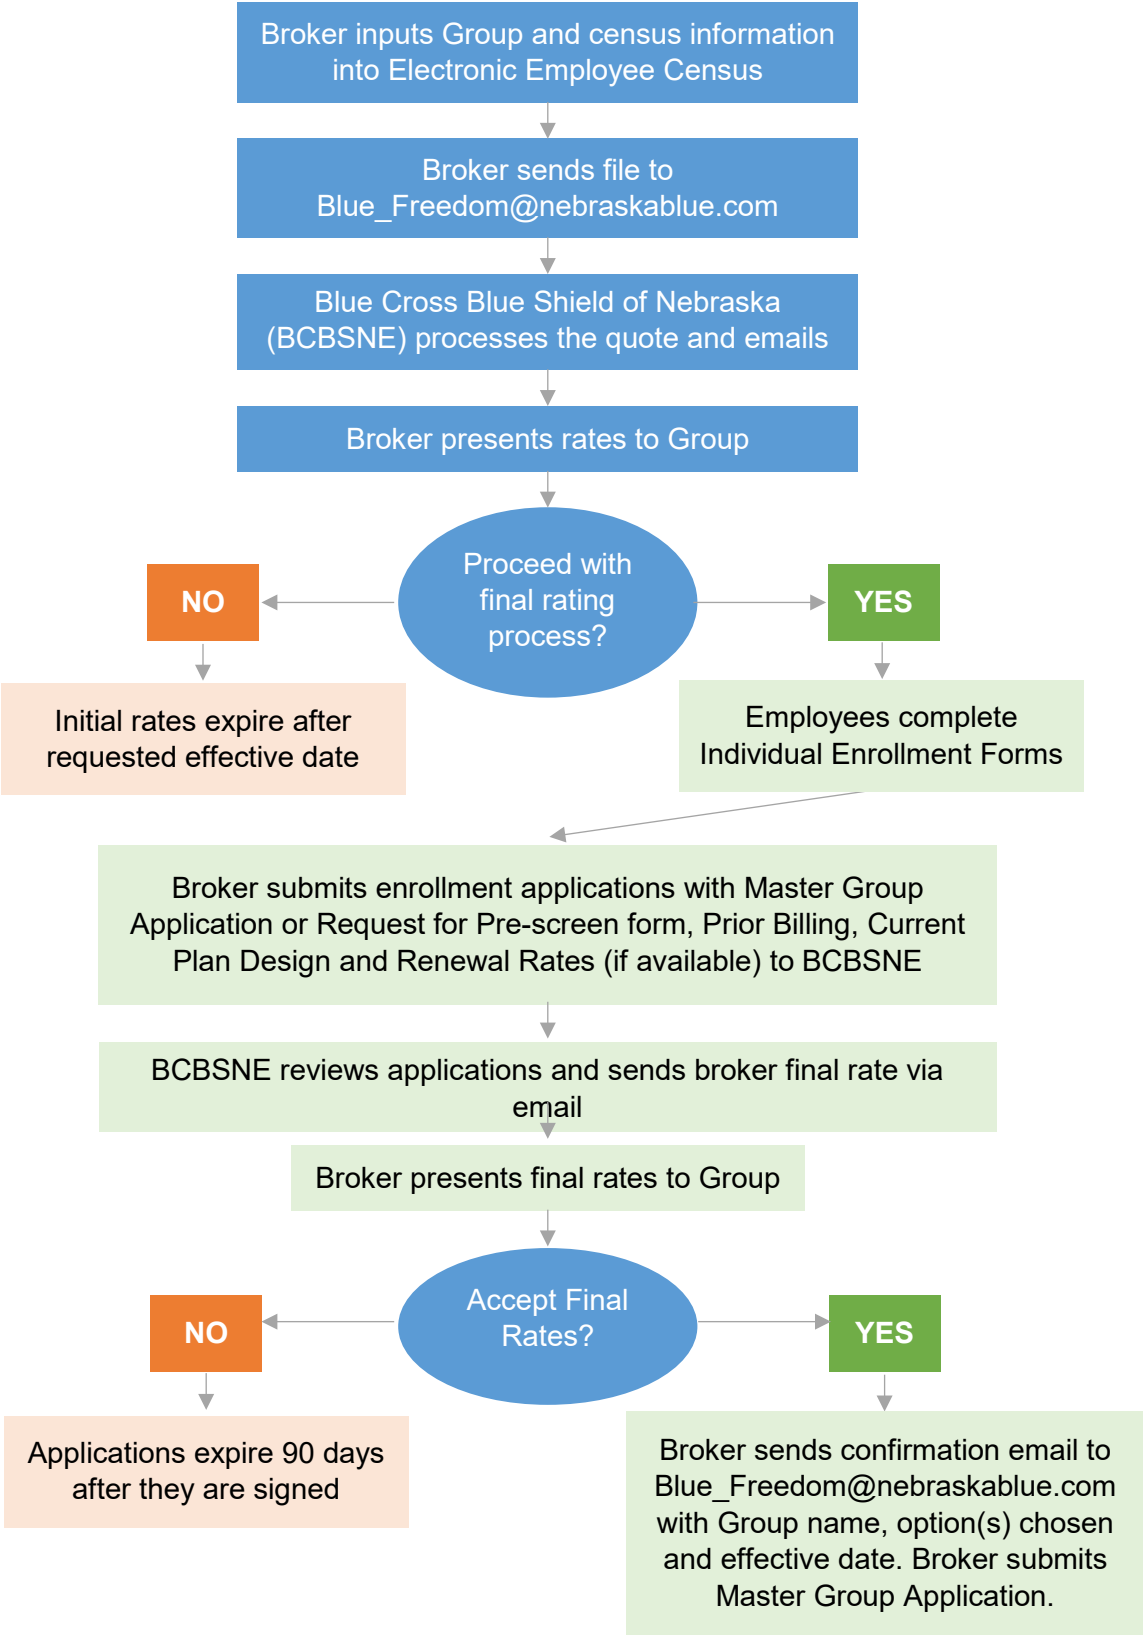 Broker inputs Group and census information
into Electronic Employee Census
Broker sends file to
Blue_Freedom@nebraskablue.com
Blue Cross Blue Shield of Nebraska
(BCBSNE) processes the quote and emails
Broker presents rates to Group
Proceed with
final rating
process?
NO
YES
Initial rates expire after
requested effective date
Employees complete
Individual Enrollment Forms
Broker submits enrollment applications with Master Group
Application or Request for Pre-screen form, Prior Billing, Current
Plan Design and Renewal Rates (if available) to BCBSNE
BCBSNE reviews applications and sends broker final rate via
email
Broker presents final rates to Group
Accept Final
Rates?
NO
YES
Applications expire 90 days
after they are signed
Broker sends confirmation email to
Blue_Freedom@nebraskablue.com
with Group name, option(s) chosen
and effective date. Broker submits
Master Group Application.